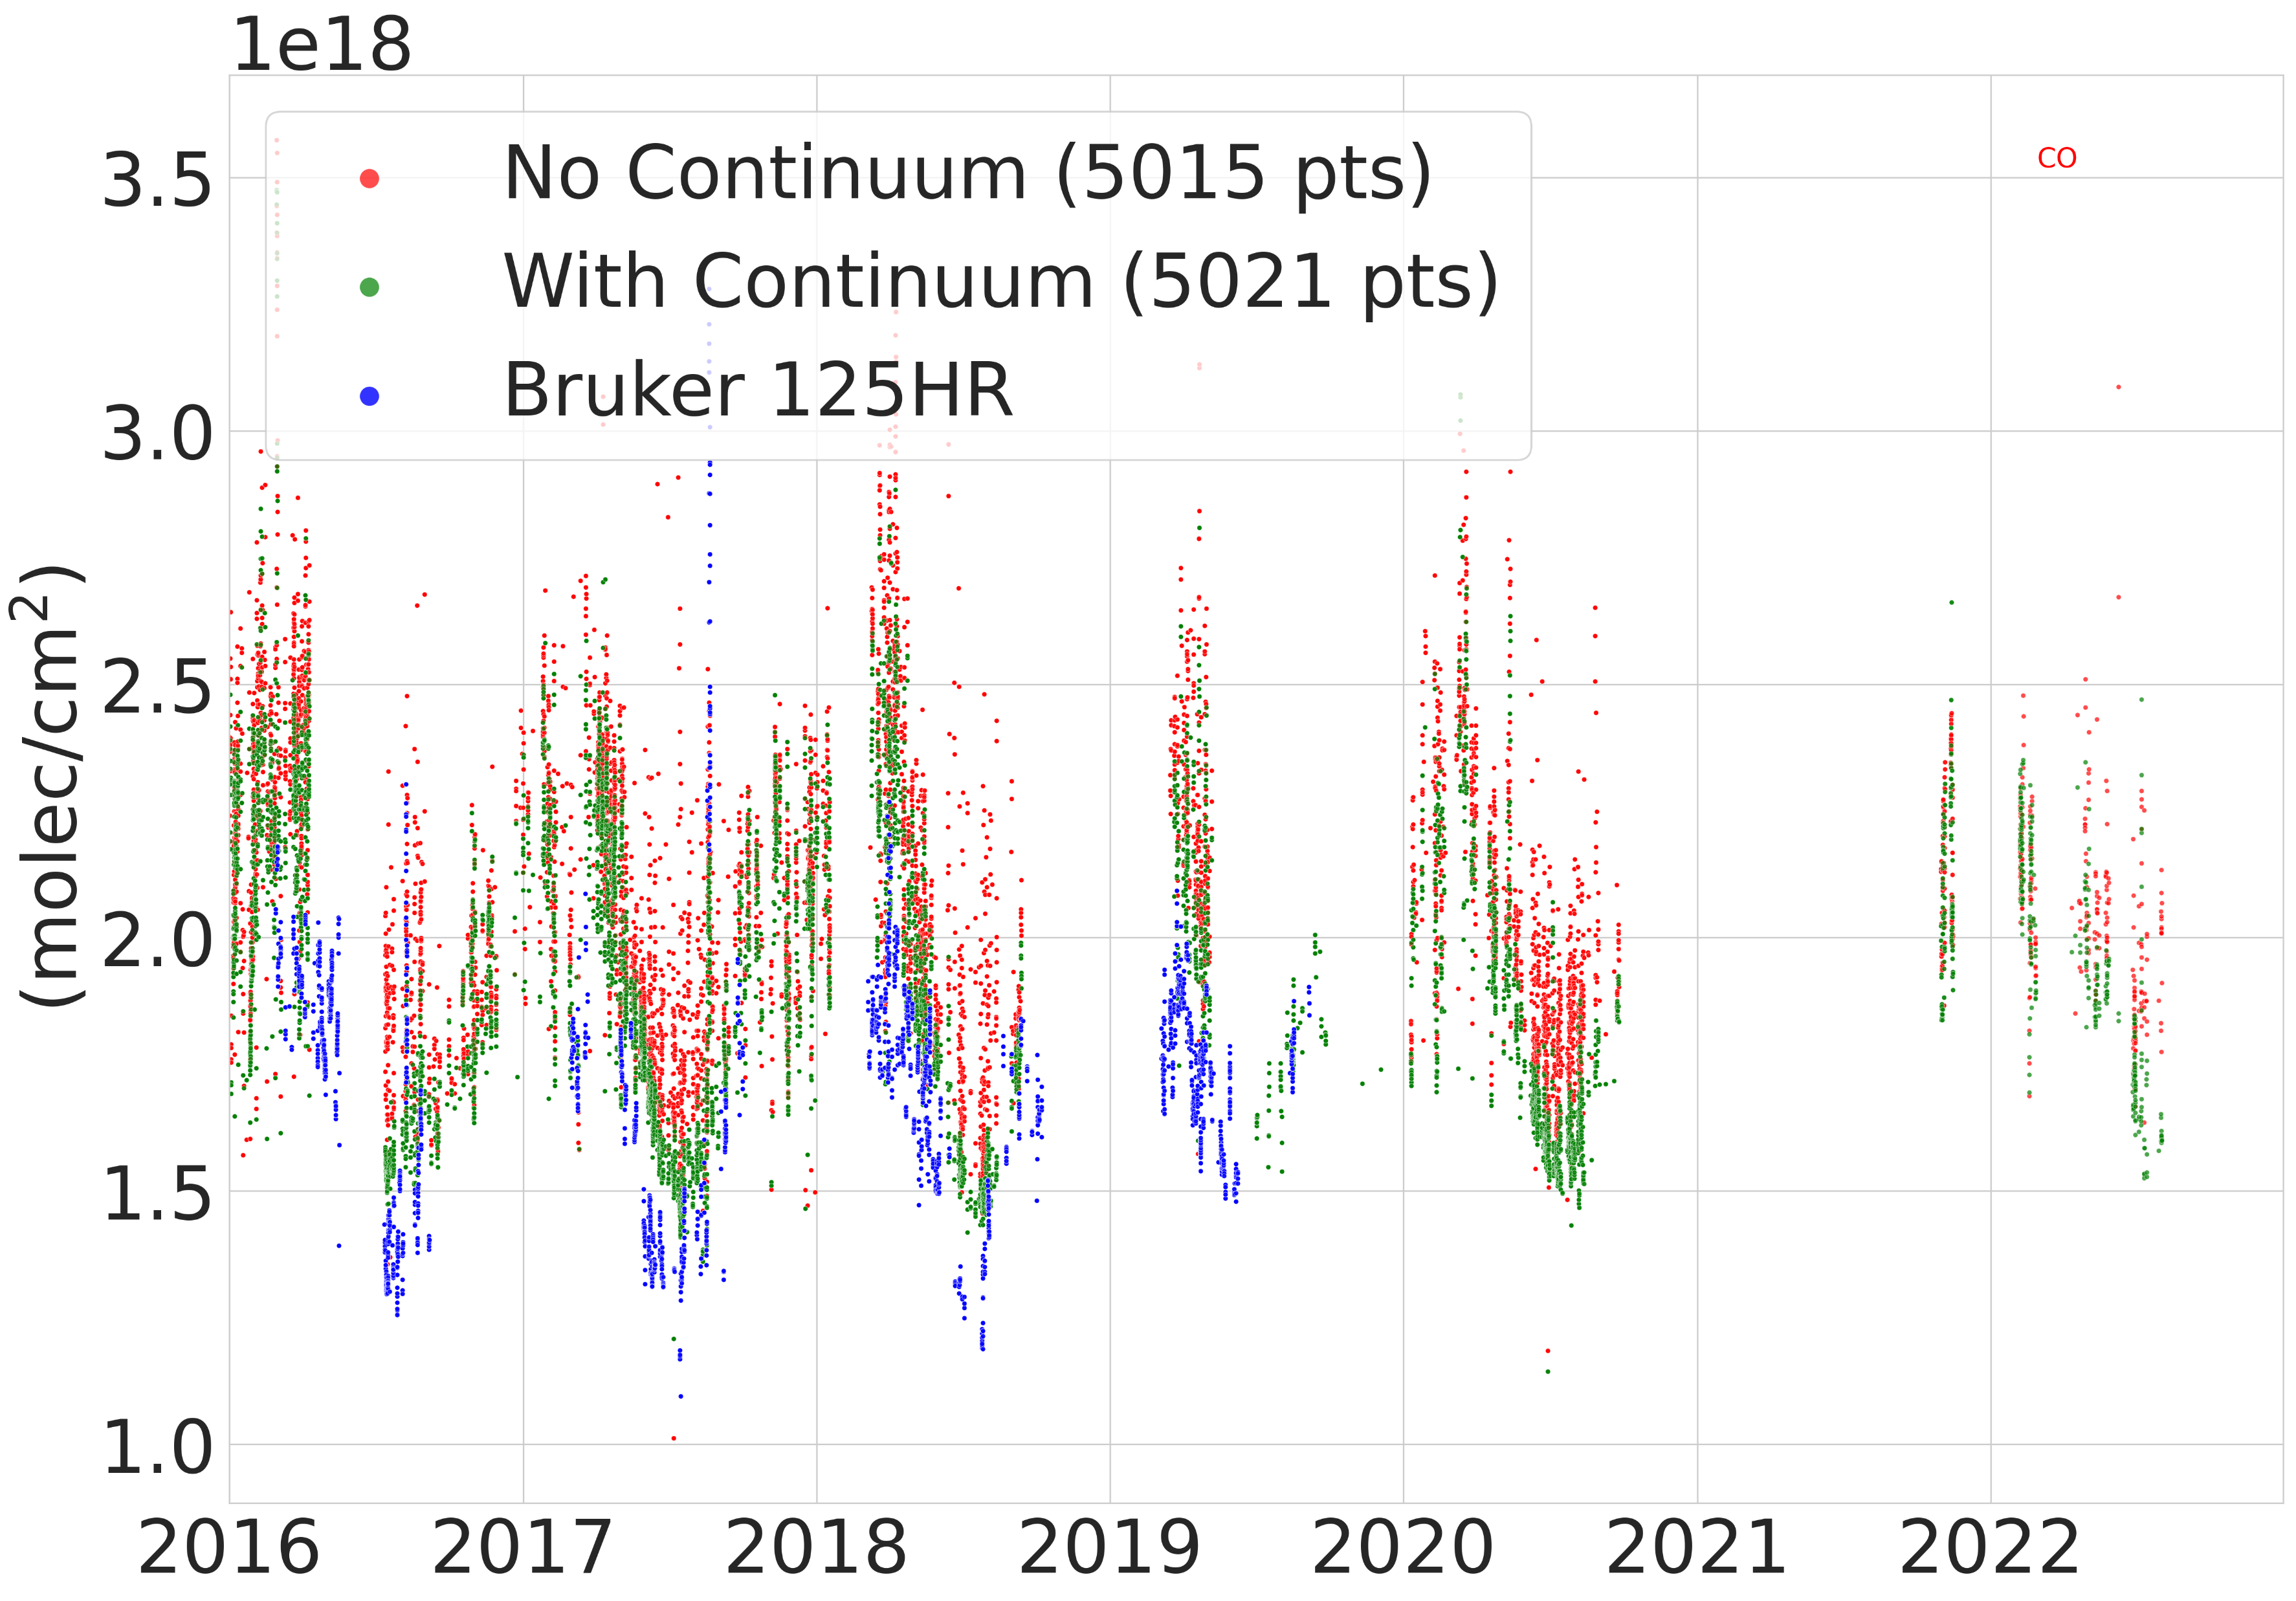 1e18
No Continuum (5015 pts)
With Continuum (5021 pts)
Bruker 125HR
CO
(molec/cm²)
3.5
3.0
2.5
2.0
1.5
1.0
2016 2017 2018 2019 2020 2021 2022